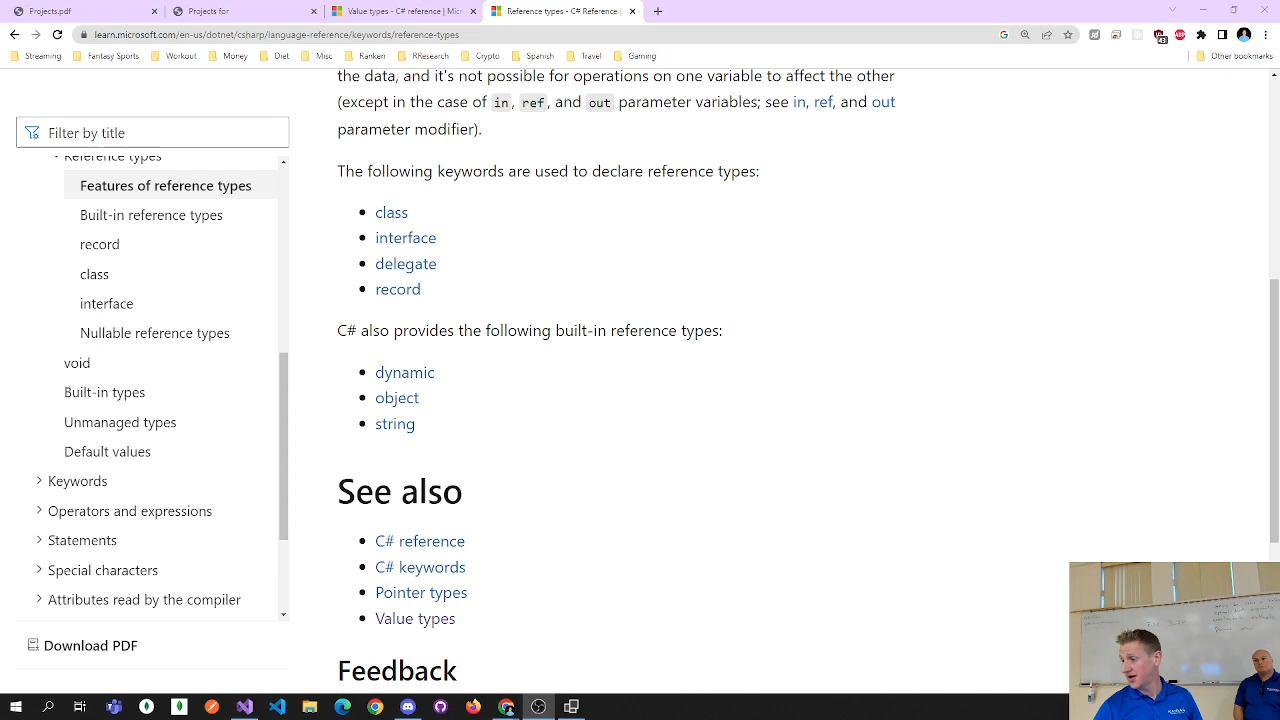 Projects.pdf
Projects for
Value types - C# reference | Micr
Reference types - C# Reference |
learn.microsoft.com/en-us/dotnet/csharp/language-reference/keywords/reference-types
43
ABP
Streaming
Fantasy Sports
Workout
Money
Diet
Misc
Ranken
RResearch
Crypto
Spanish
Travel
Gaming
Other bookmarks
Filter by title
Reference types
Features of reference types
Built-in reference types
record
class
interface
Nullable reference types
void
Built-in types
Unmanaged types
Default values
Keywords
Operators and expressions
Statements
Special characters
Attributes read by the compiler
Download PDF
the data, and it's not possible for operations on one variable to affect the other
(except in the case of in, ref, and out parameter variables; see in, ref, and out
parameter modifier).
The following keywords are used to declare reference types:
• class
• interface
• delegate
• record
C# also provides the following built-in reference types:
• dynamic
• object
• string
See also
• C# reference
• C# keywords
• Pointer types
• Value types
Feedback